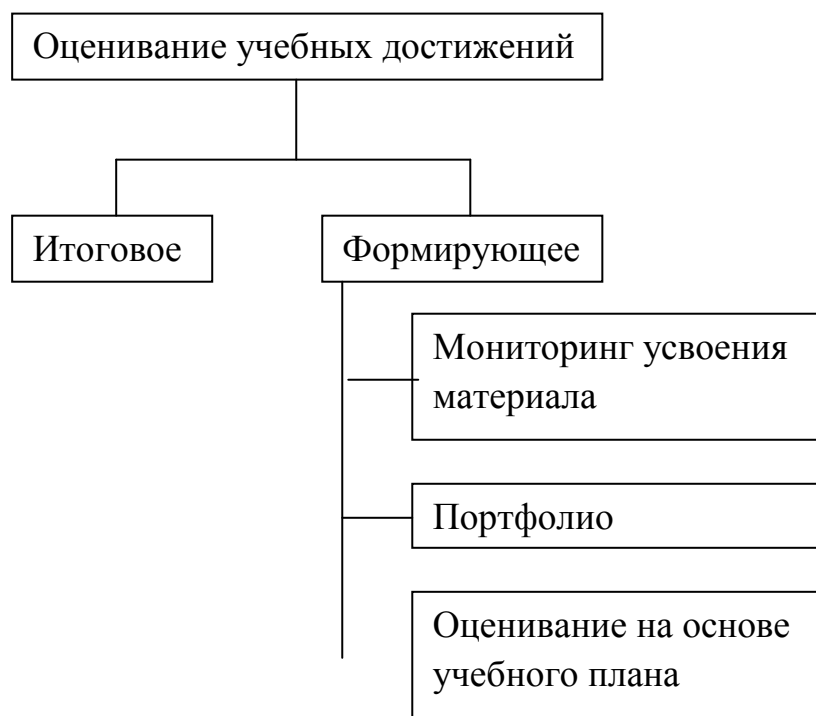 Оценивание учебных достижений
Итоговое
Формирующее
Мониторинг усвоения
материала
Портфолио
Оценивание на основе
учебного плана